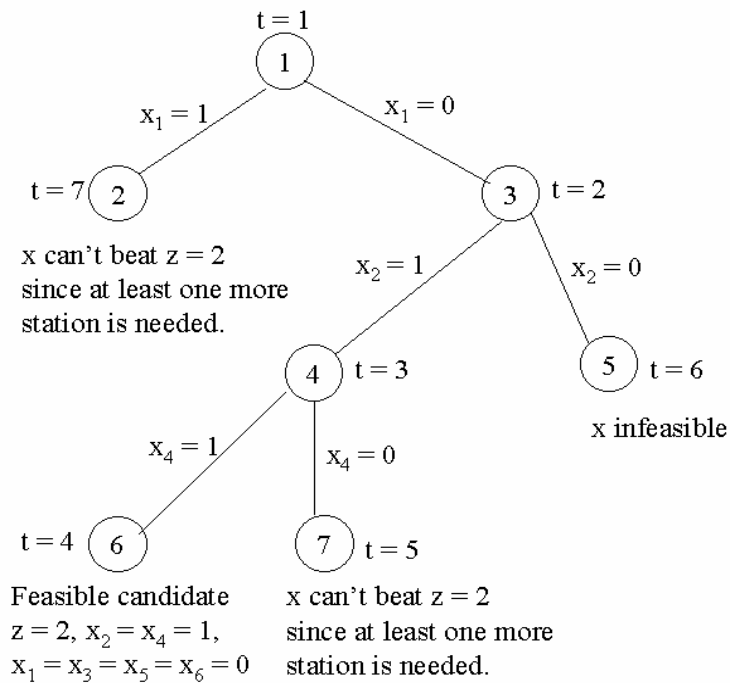 t = 1
1
x₁ = 1
x₁ = 0
t = 7
2
3
t = 2
x can't beat z = 2
since at least one more
station is needed.
x₂ = 1
x₂ = 0
4
t = 3
5
t = 6
x infeasible
x₄ = 1
x₄ = 0
t = 4
6
7
t = 5
Feasible candidate
z = 2, x₂ = x₄ = 1,
x₁ = x₃ = x₅ = x₆ = 0
x can't beat z = 2
since at least one more
station is needed.